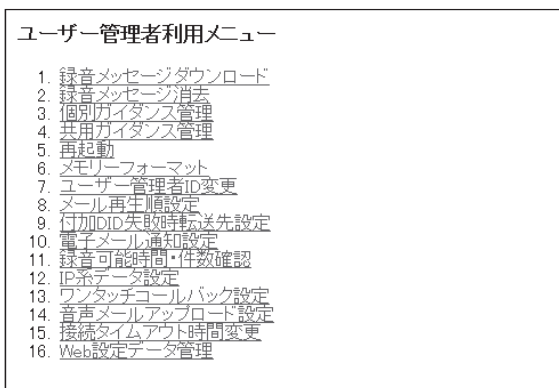 ユーザー管理者利用メニュー
1. 録音メッセージダウンロード
2. 録音メッセージ消去
3. 個別ガイダンス管理
4. 共用ガイダンス管理
5. 再起動
6. メモリーフォーマット
7. ユーザー管理者ID変更
8. メール再生順設定
9. 付加DID失敗時転送先設定
10. 電子メール通知設定
11. 録音可能時間・件数確認
12. IP系データ設定
13. ワンタッチコールバック設定
14. 音声メールアップロード設定
15. 接続タイムアウト時間変更
16. Web設定データ管理